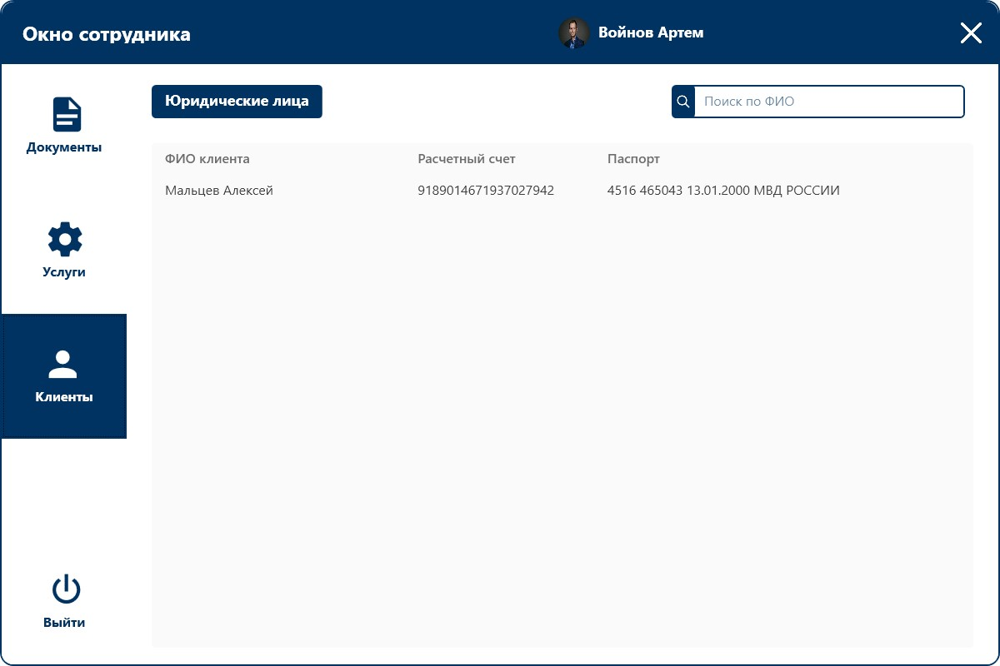 Окно сотрудника
Войнов Артем
Документы
Услуги
Клиенты
Выйти
Юридические лица
Поиск по ФИО
ФИО клиента Расчетный счет Паспорт
Мальцев Алексей 9189014671937027942 4516 465043 13.01.2000 МВД РОССИИ